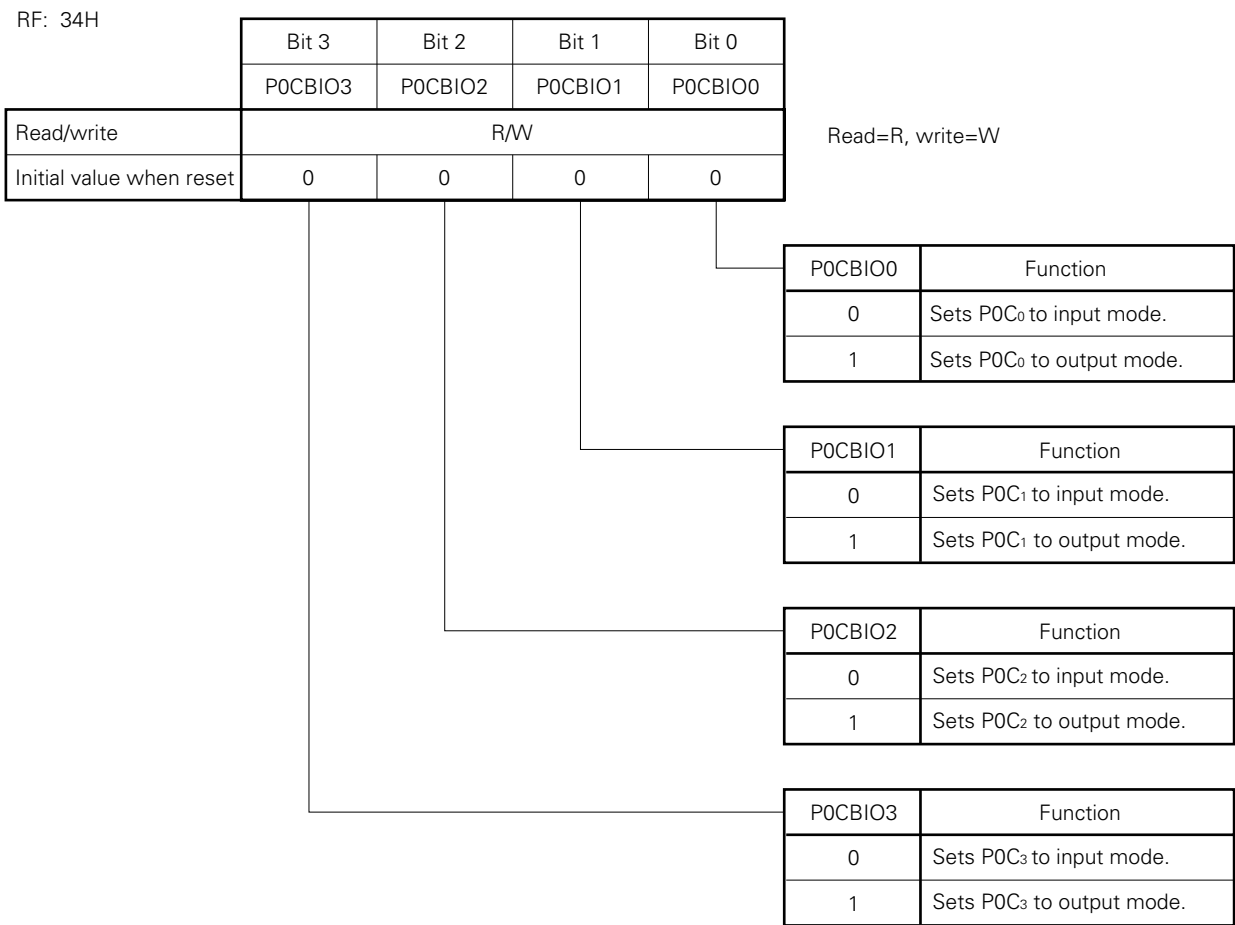 RF: 34H
Bit 3 Bit 2 Bit 1 Bit 0
P0CBIO3 P0CBIO2 P0CBIO1 P0CBIO0
Read/write R/W Read=R, write=W
Initial value when reset 0 0 0 0
P0CBIO0 Function
0 Sets P0C₀ to input mode.
1 Sets P0C₀ to output mode.
P0CBIO1 Function
0 Sets P0C₁ to input mode.
1 Sets P0C₁ to output mode.
P0CBIO2 Function
0 Sets P0C₂ to input mode.
1 Sets P0C₂ to output mode.
P0CBIO3 Function
0 Sets P0C₃ to input mode.
1 Sets P0C₃ to output mode.